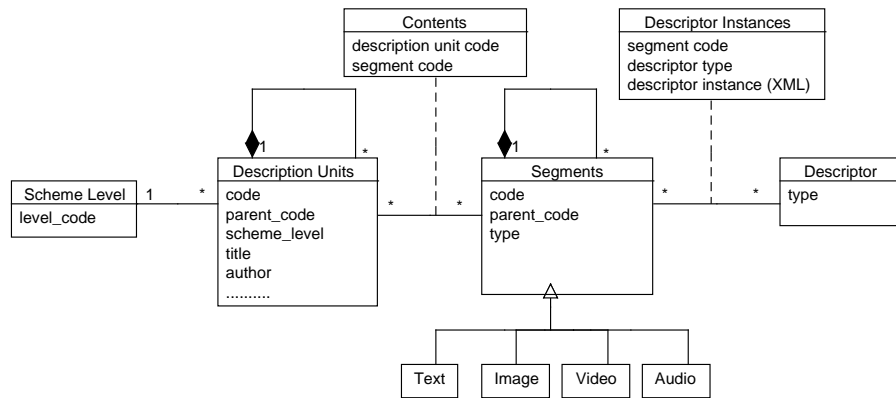 Contents
description unit code
segment code
Descriptor Instances
segment code
descriptor type
descriptor instance (XML)
1
*
1
*
Scheme Level
level_code
1
*
Description Units
code
parent_code
scheme_level
title
author
..........
*
*
Segments
code
parent_code
type
*
*
Descriptor
type
Text
Image
Video
Audio